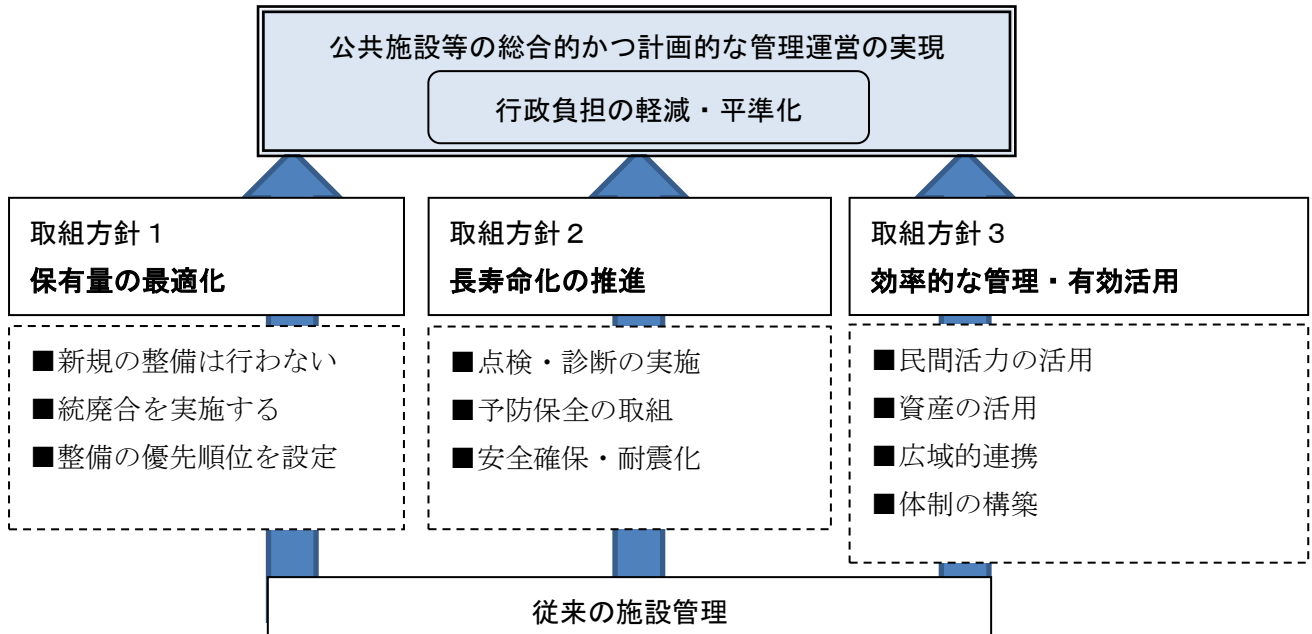 公共施設等の総合的かつ計画的な管理運営の実現
行政負担の軽減・平準化
取組方針１
保有量の最適化
■新規の整備は行わない
■統廃合を実施する
■整備の優先順位を設定
取組方針２
長寿命化の推進
■点検・診断の実施
■予防保全の取組
■安全確保・耐震化
取組方針３
効率的な管理・有効活用
■民間活力の活用
■資産の活用
■広域的連携
■体制の構築
従来の施設管理